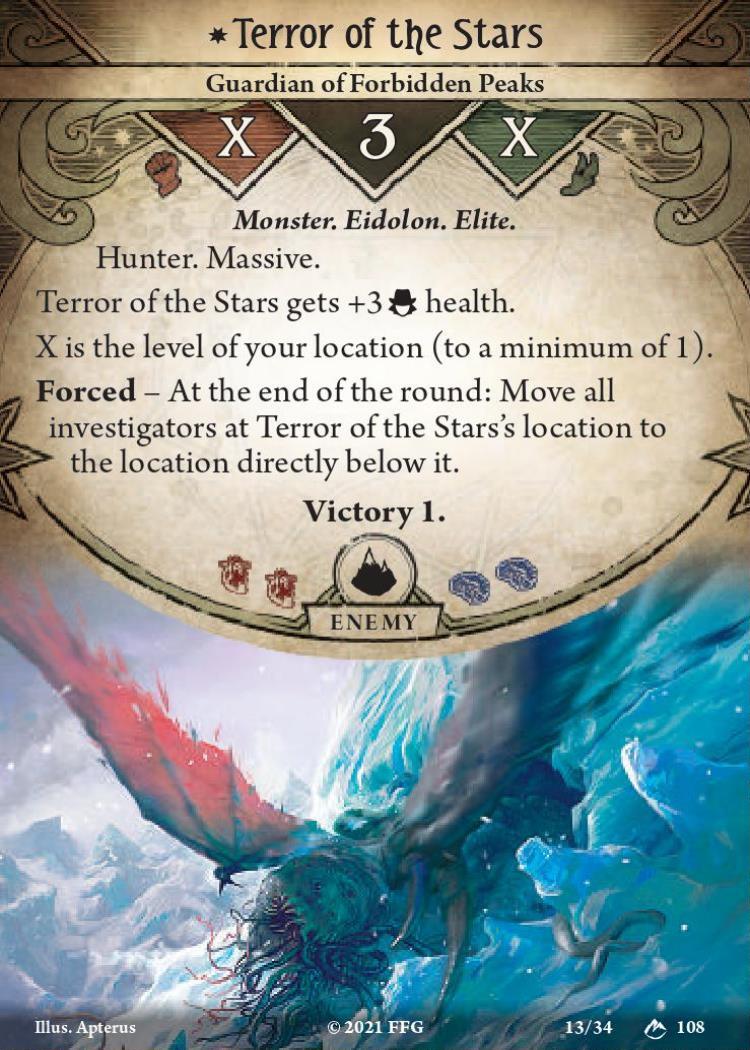 Terror of the Stars
Guardian of Forbidden Peaks
X 3 X
Monster. Eidolon. Elite.
Hunter. Massive.
Terror of the Stars gets +3 health.
X is the level of your location (to a minimum of 1).
Forced – At the end of the round: Move all
investigators at Terror of the Stars's location to
the location directly below it.
Victory 1.
ENEMY
Illus. Apterus © 2021 FFG 13/34 108